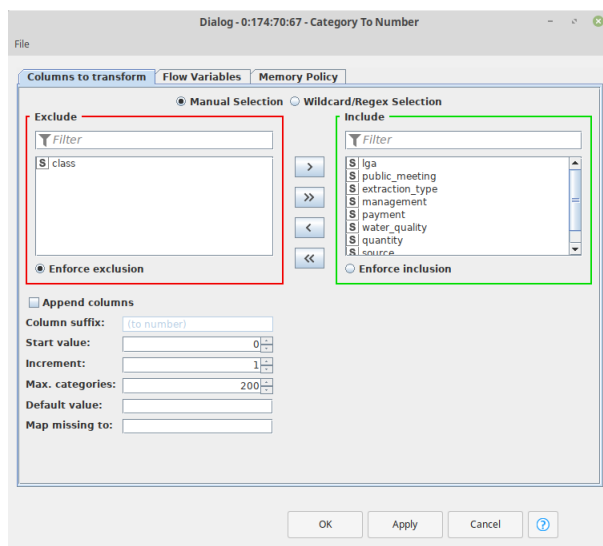 Dialog - 0:174:70:67 - Category To Number
File
Columns to transform Flow Variables Memory Policy
Manual Selection Wildcard/Regex Selection
Exclude
Filter
S class
Enforce exclusion
>
>>
<
<<
Include
Filter
S lga
S public_meeting
S extraction_type
S management
S payment
S water_quality
S quantity
S source
Enforce inclusion
Append columns
Column suffix: (to number)
Start value: 0
Increment: 1
Max. categories: 200
Default value:
Map missing to:
OK Apply Cancel ?